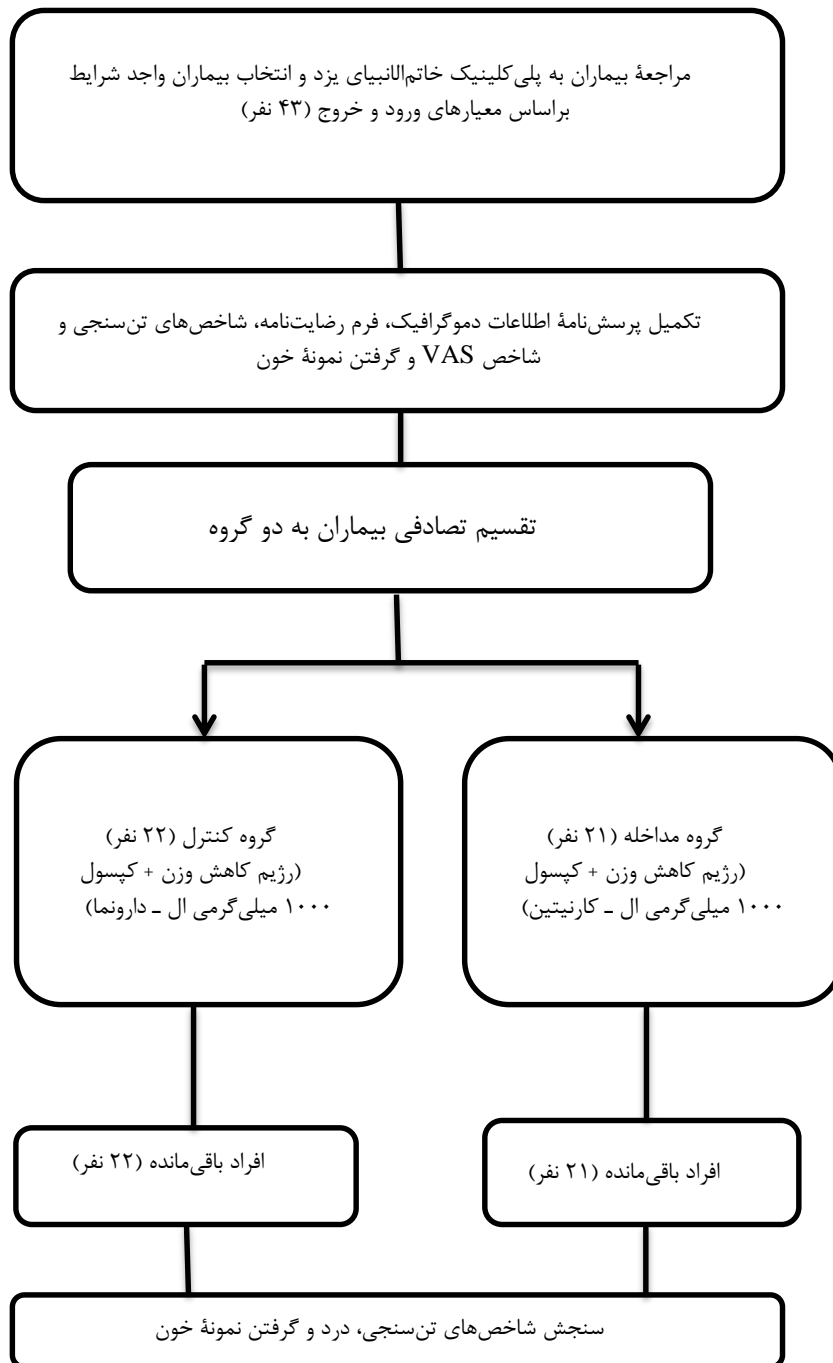 مراجعهٔ بیماران به پلی‌کلینیک خاتم‌الانبیای یزد و انتخاب بیماران واجد شرایط
براساس معیارهای ورود و خروج (۴۳ نفر)
تکمیل پرسش‌نامهٔ اطلاعات دموگرافیک، فرم رضایت‌نامه، شاخص‌های تن‌سنجی و
شاخص VAS و گرفتن نمونهٔ خون
تقسیم تصادفی بیماران به دو گروه
گروه مداخله (۲۱ نفر)
(رژیم کاهش وزن + کپسول
۱۰۰۰ میلی‌گرمی ال ـ کارنیتین)
گروه کنترل (۲۲ نفر)
(رژیم کاهش وزن + کپسول
۱۰۰۰ میلی‌گرمی ال ـ دارونما)
افراد باقی‌مانده (۲۱ نفر)
افراد باقی‌مانده (۲۲ نفر)
سنجش شاخص‌های تن‌سنجی، درد و گرفتن نمونهٔ خون